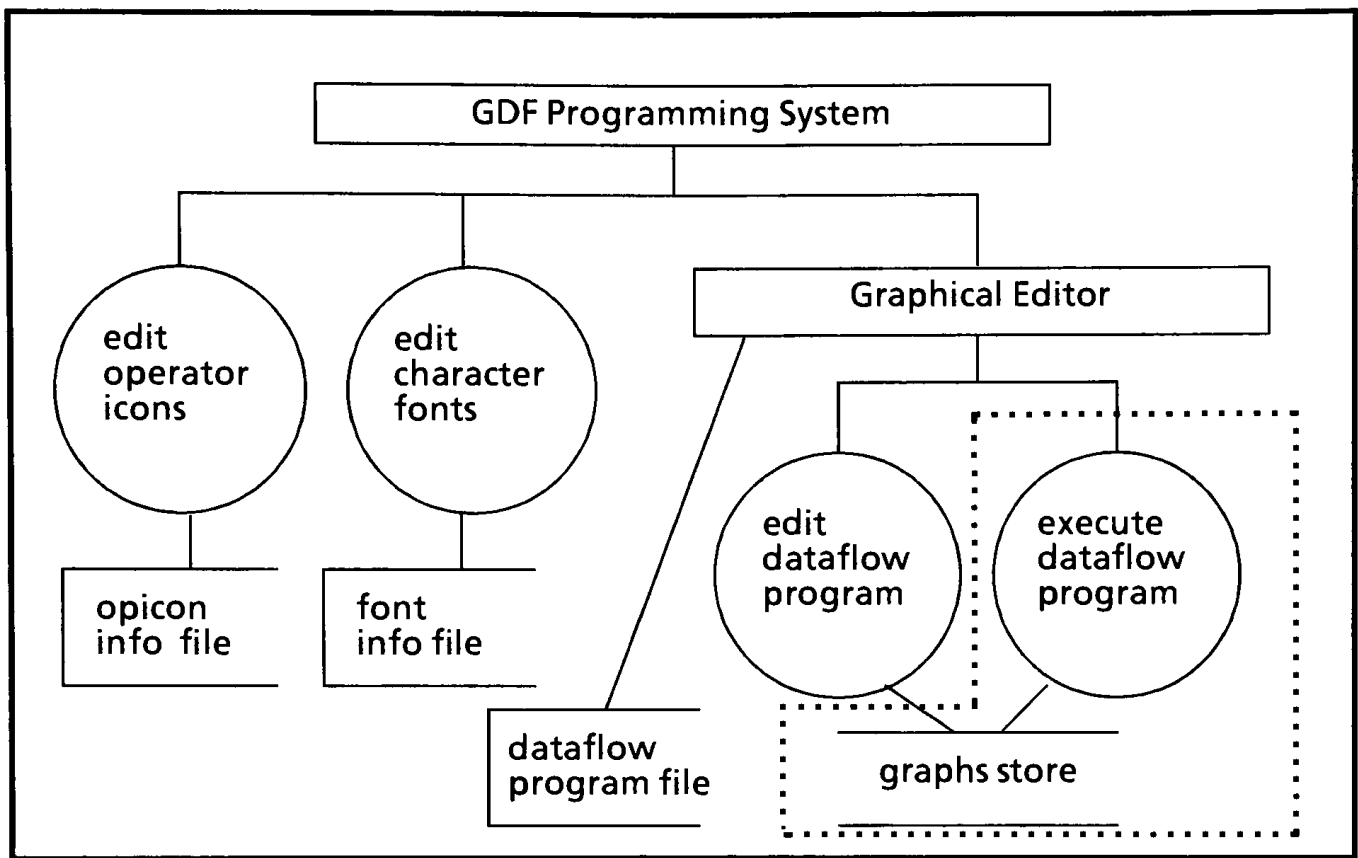 GDF Programming System
Graphical Editor
edit
operator
icons
edit
character
fonts
edit
dataflow
program
execute
dataflow
program
opicon
info file
font
info file
dataflow
program file
graphs store